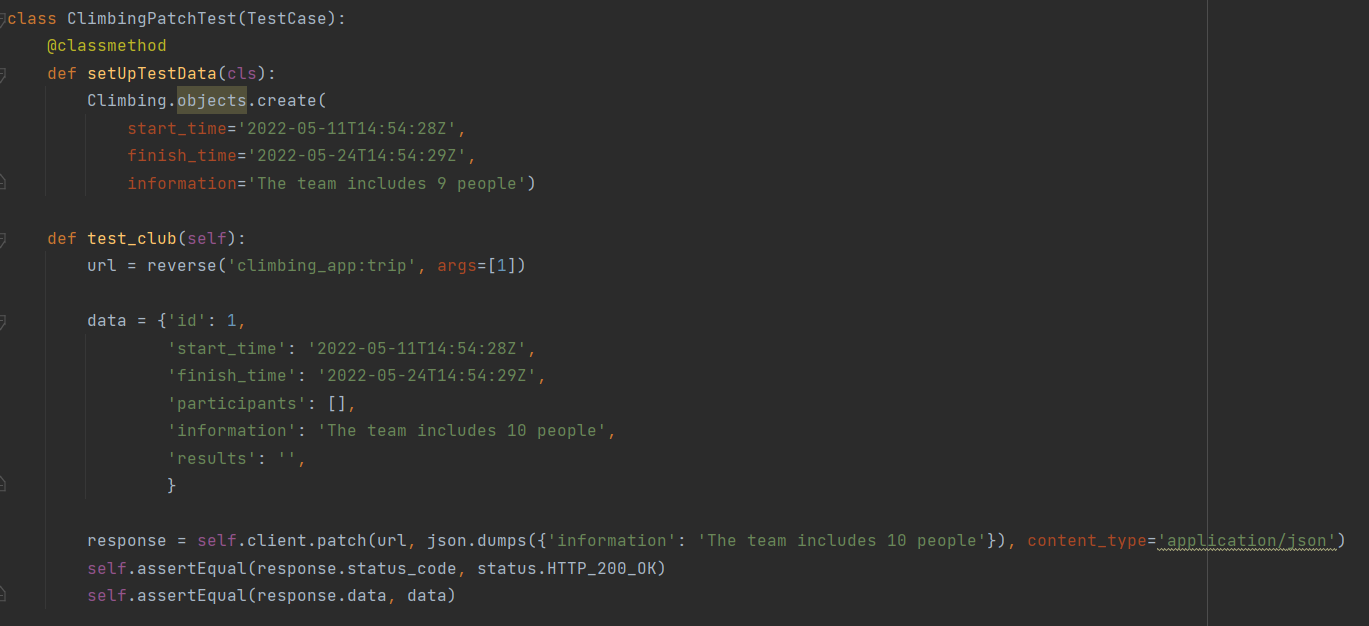 class ClimbingPatchTest(TestCase):
    @classmethod
    def setUpTestData(cls):
        Climbing.objects.create(
            start_time='2022-05-11T14:54:28Z',
            finish_time='2022-05-24T14:54:29Z',
            information='The team includes 9 people')
    def test_club(self):
        url = reverse('climbing_app:trip', args=[1])
        data = {'id': 1,
                'start_time': '2022-05-11T14:54:28Z',
                'finish_time': '2022-05-24T14:54:29Z',
                'participants': [],
                'information': 'The team includes 10 people',
                'results': '',
                }
        response = self.client.patch(url, json.dumps({'information': 'The team includes 10 people'}), content_type='application/json')
        self.assertEqual(response.status_code, status.HTTP_200_OK)
        self.assertEqual(response.data, data)